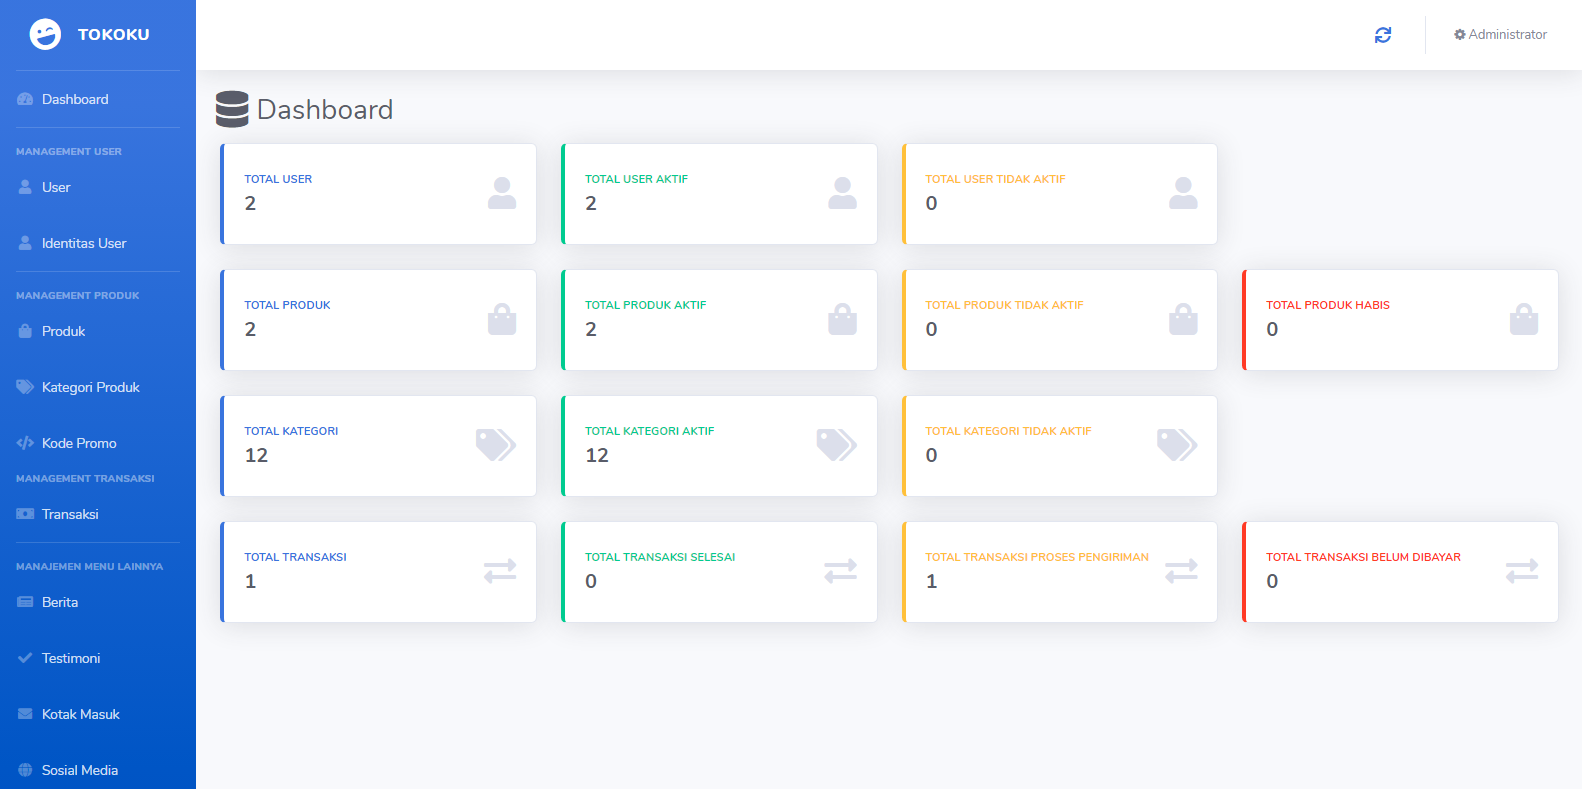 TOKOKU
Administrator
Dashboard
MANAGEMENT USER
User
Identitas User
MANAGEMENT PRODUK
Produk
Kategori Produk
Kode Promo
MANAGEMENT TRANSAKSI
Transaksi
MANAJEMEN MENU LAINNYA
Berita
Testimoni
Kotak Masuk
Sosial Media
Dashboard
TOTAL USER
2
TOTAL USER AKTIF
2
TOTAL USER TIDAK AKTIF
0
TOTAL PRODUK
2
TOTAL PRODUK AKTIF
2
TOTAL PRODUK TIDAK AKTIF
0
TOTAL PRODUK HABIS
0
TOTAL KATEGORI
12
TOTAL KATEGORI AKTIF
12
TOTAL KATEGORI TIDAK AKTIF
0
TOTAL TRANSAKSI
1
TOTAL TRANSAKSI SELESAI
0
TOTAL TRANSAKSI PROSES PENGIRIMAN
1
TOTAL TRANSAKSI BELUM DIBAYAR
0